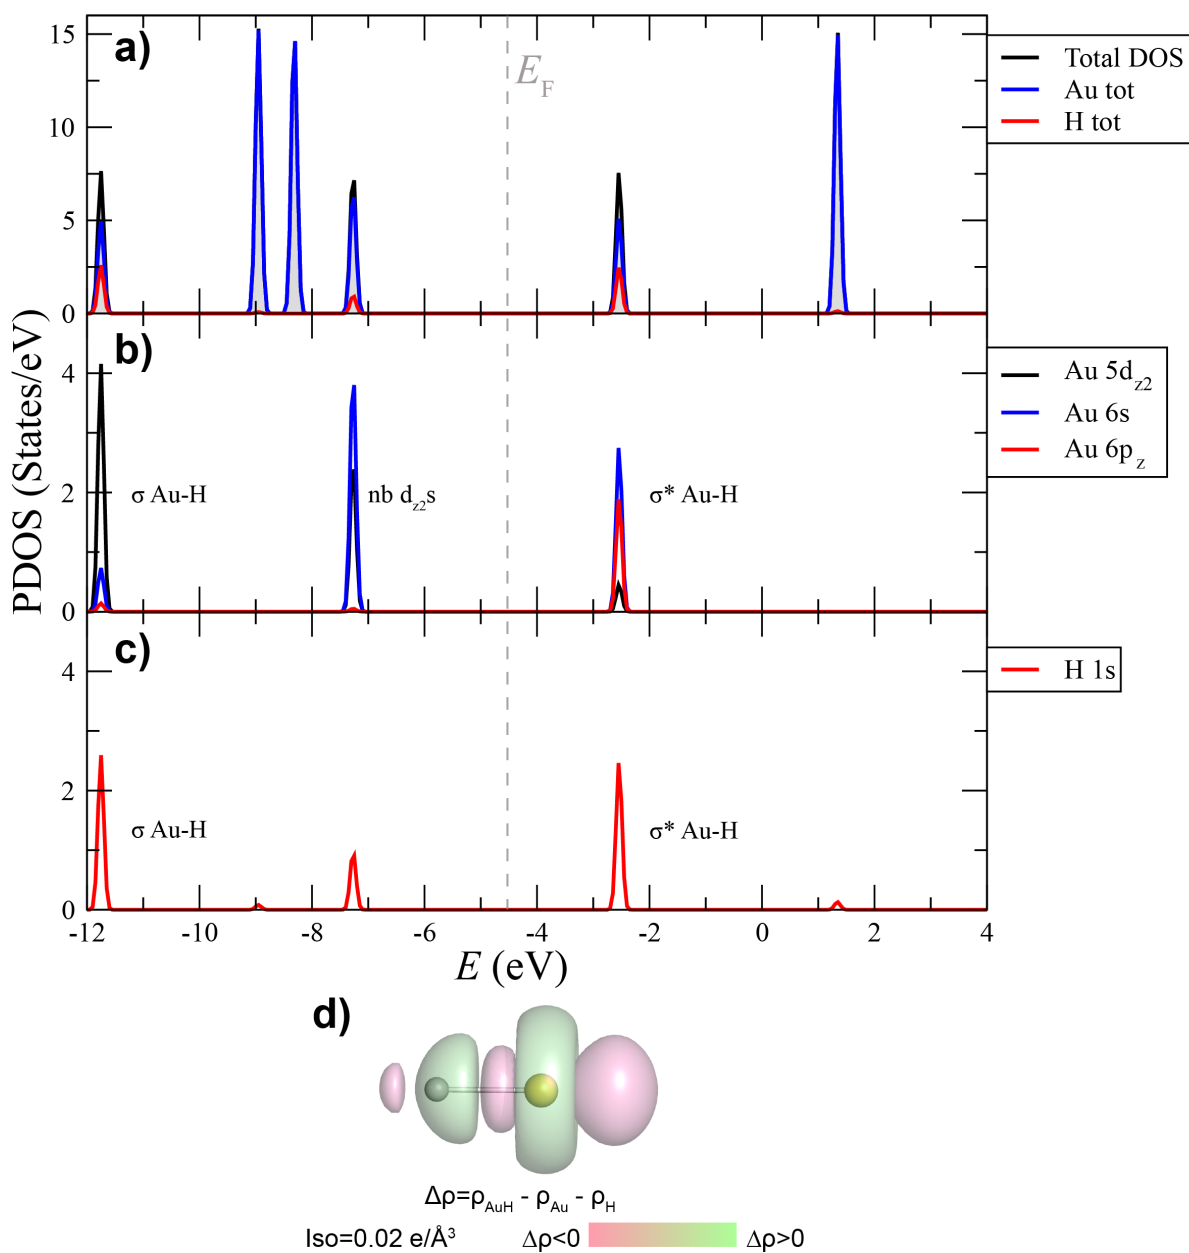 a)
E_F
15
10
5
0
Total DOS
Au tot
H tot
PDOS (States/eV)
b)
4
2
0
σ Au-H
nb d_z2 s
σ* Au-H
Au 5d_z2
Au 6s
Au 6p_z
c)
4
2
0
σ Au-H
σ* Au-H
H 1s
-12 -10 -8 -6 -4 -2 0 2 4
E (eV)
d)
Δρ=ρ_AuH - ρ_Au - ρ_H
Iso=0.02 e/Å³ Δρ<0 Δρ>0